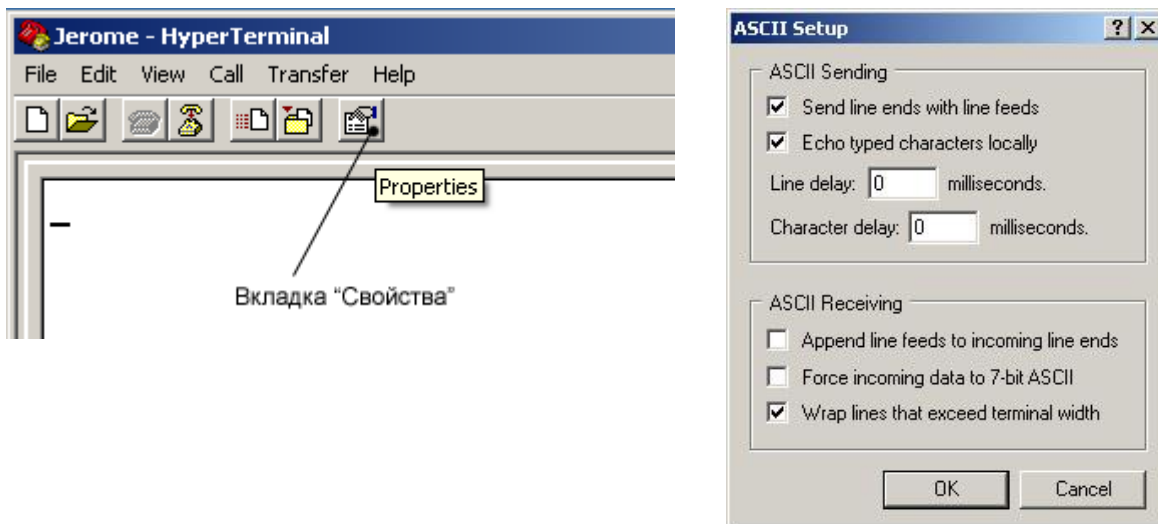 Jerome - HyperTerminal
File Edit View Call Transfer Help
Properties
Вкладка “Свойства”
ASCII Setup
ASCII Sending
Send line ends with line feeds
Echo typed characters locally
Line delay: 0 milliseconds.
Character delay: 0 milliseconds.
ASCII Receiving
Append line feeds to incoming line ends
Force incoming data to 7-bit ASCII
Wrap lines that exceed terminal width
OK Cancel